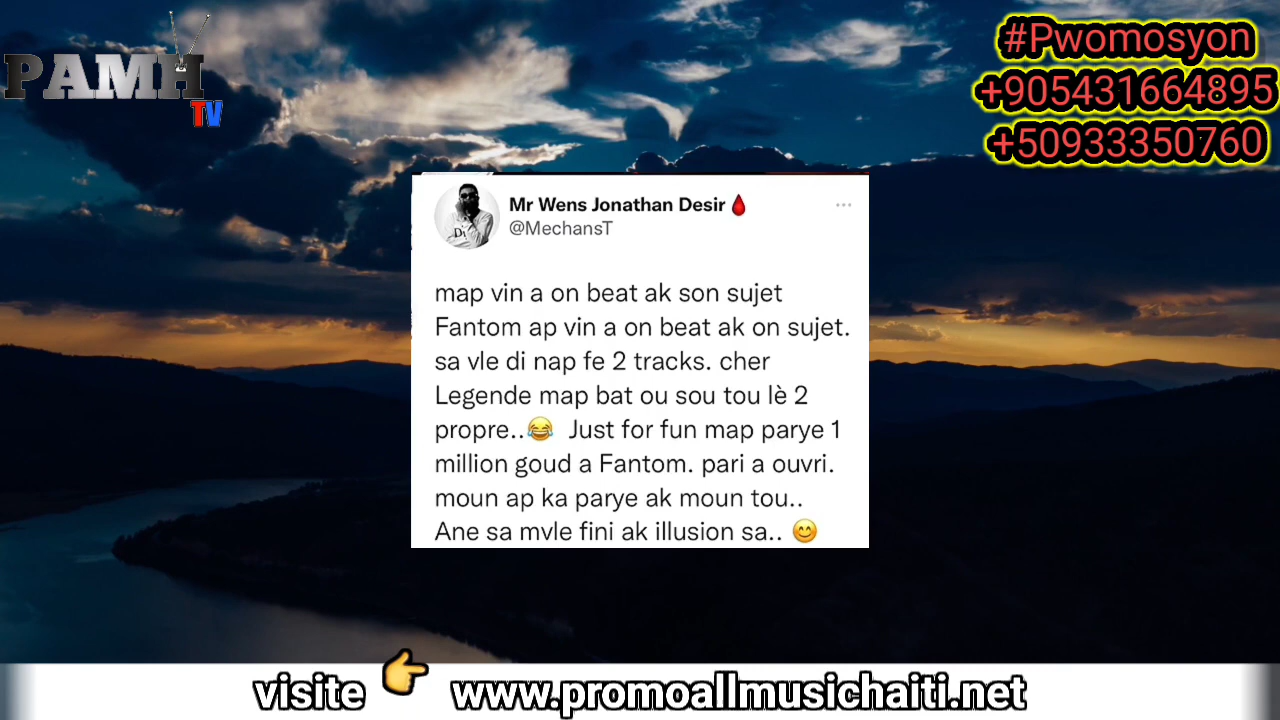 PAMH
TV
#Pwomosyon
+905431664895
+50933350760
Mr Wens Jonathan Desir🩸
@MechansT
map vin a on beat ak son sujet
Fantom ap vin a on beat ak on sujet.
sa vle di nap fe 2 tracks. cher
Legende map bat ou sou tou lè 2
propre..😂 Just for fun map parye 1
million goud a Fantom. pari a ouvri.
moun ap ka parye ak moun tou..
Ane sa mvle fini ak illusion sa.. 😊
visite 👉 www.promoallmusichaiti.net